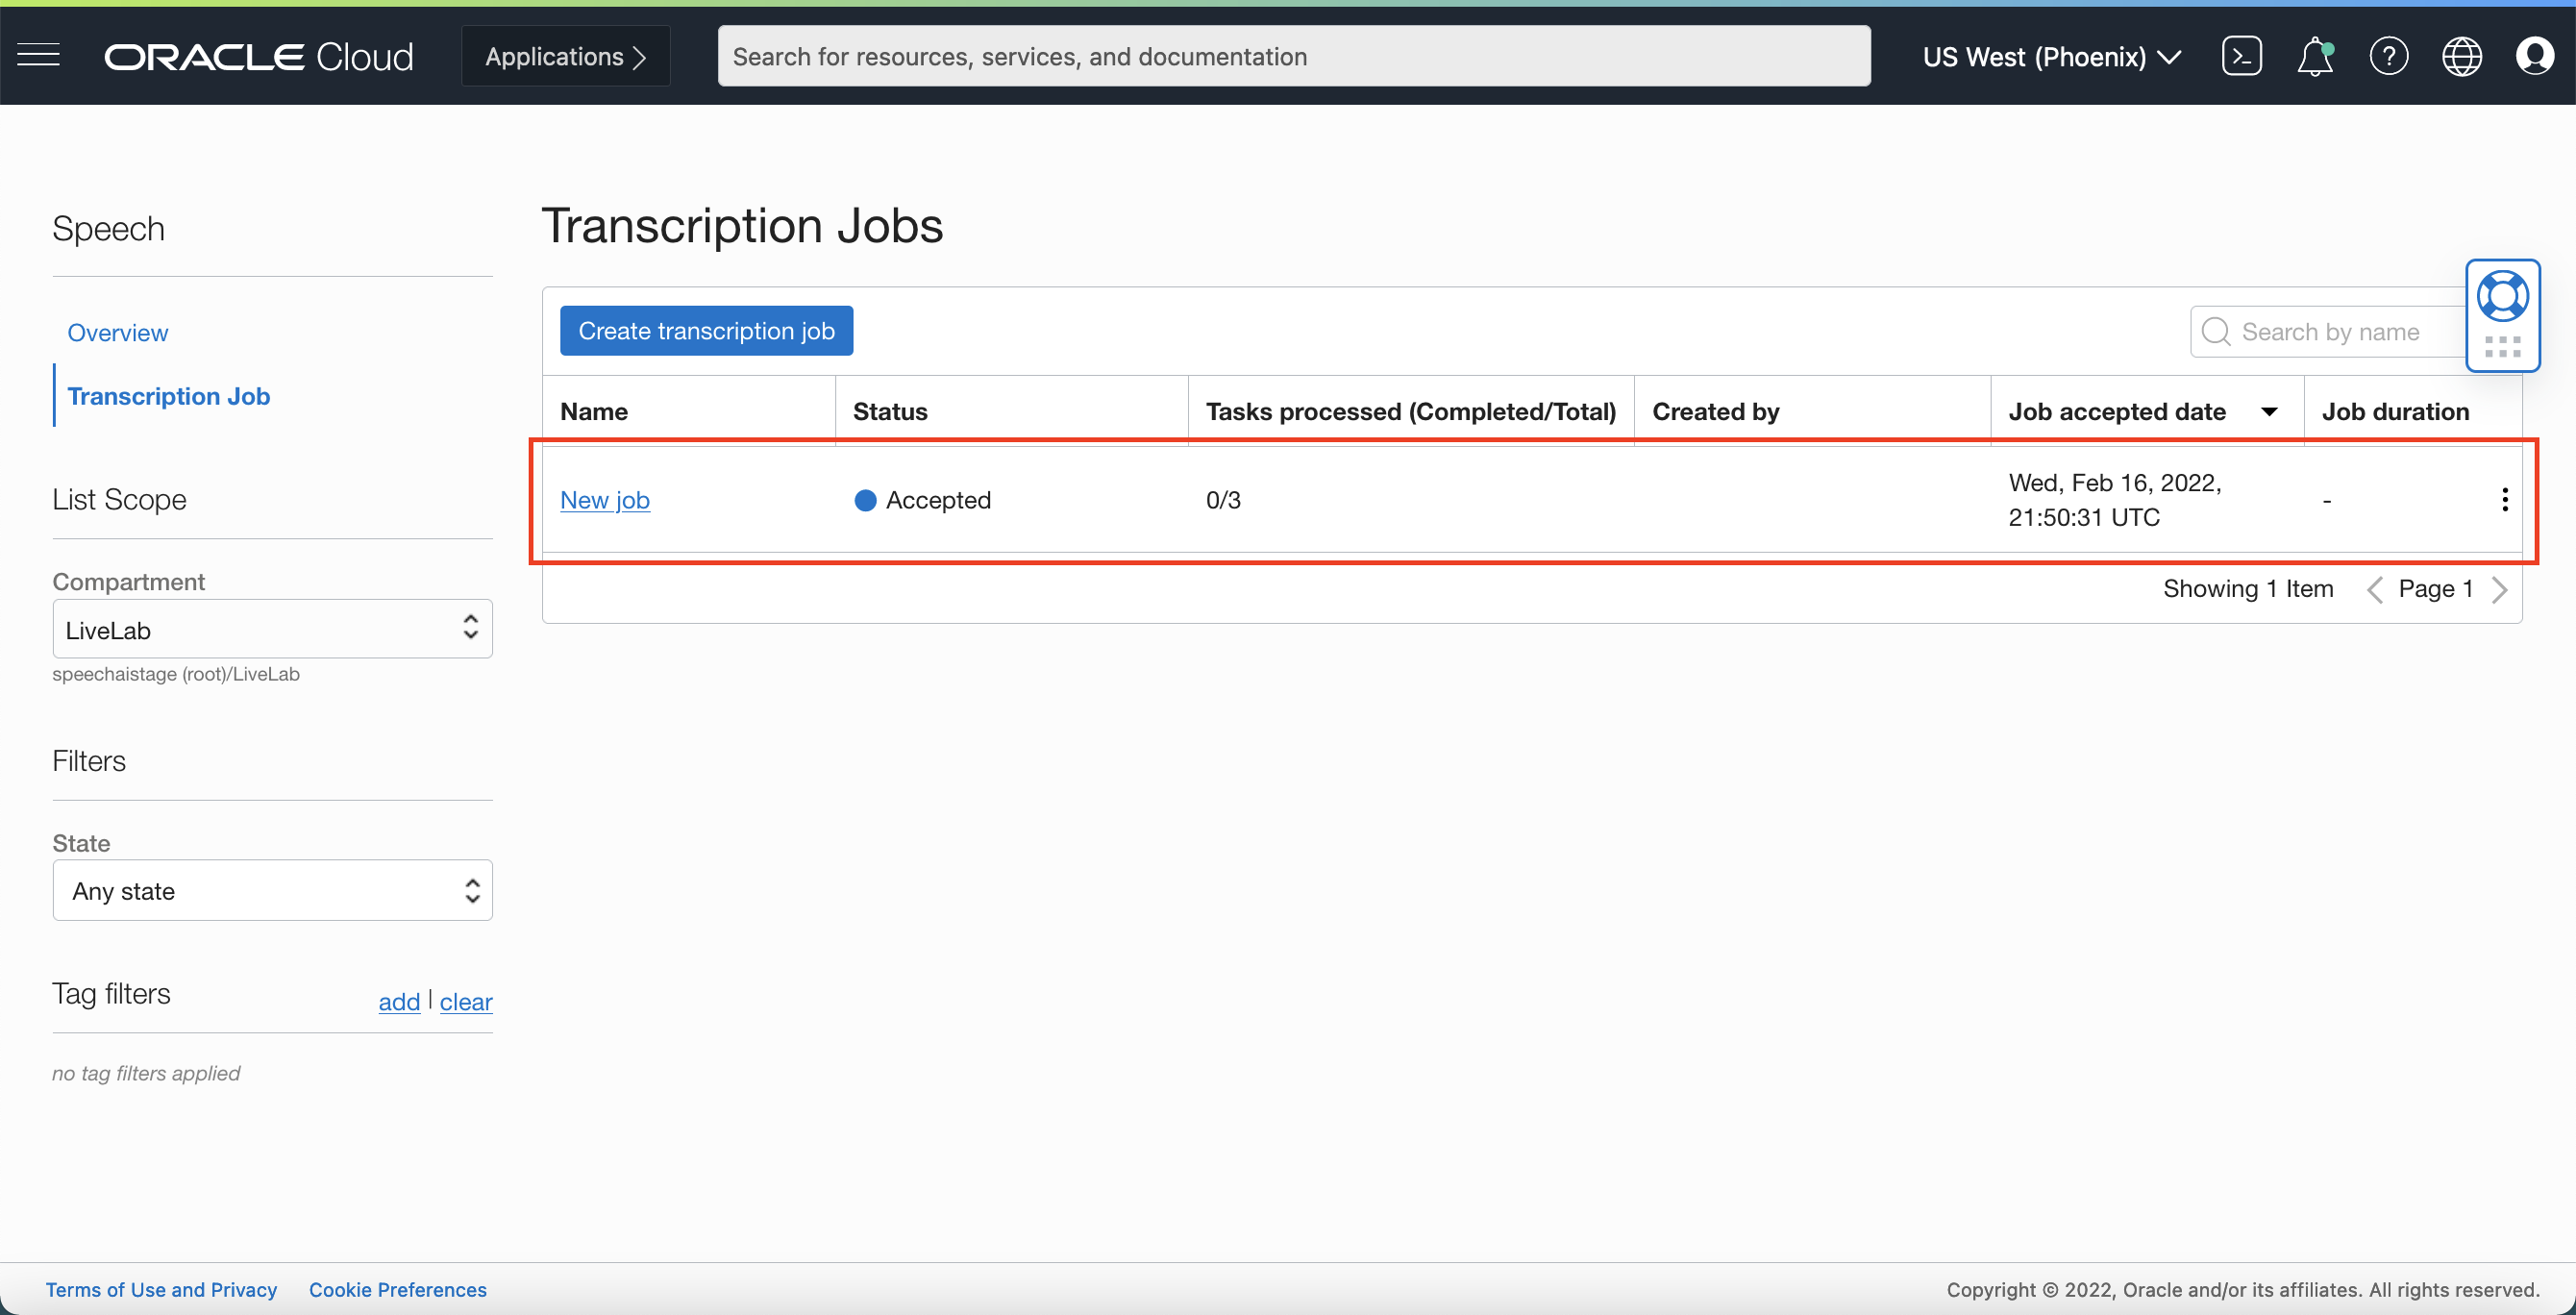 ORACLE Cloud
Applications
Search for resources, services, and documentation
US West (Phoenix)
Speech
Overview
Transcription Job
List Scope
Compartment
LiveLab
speechaistage (root)/LiveLab
Filters
State
Any state
Tag filters
add | clear
no tag filters applied
Transcription Jobs
Create transcription job
Search by name
Name Status Tasks processed (Completed/Total) Created by Job accepted date Job duration
New job Accepted 0/3 Wed, Feb 16, 2022, -
21:50:31 UTC
Showing 1 Item Page 1
Terms of Use and Privacy Cookie Preferences
Copyright © 2022, Oracle and/or its affiliates. All rights reserved.